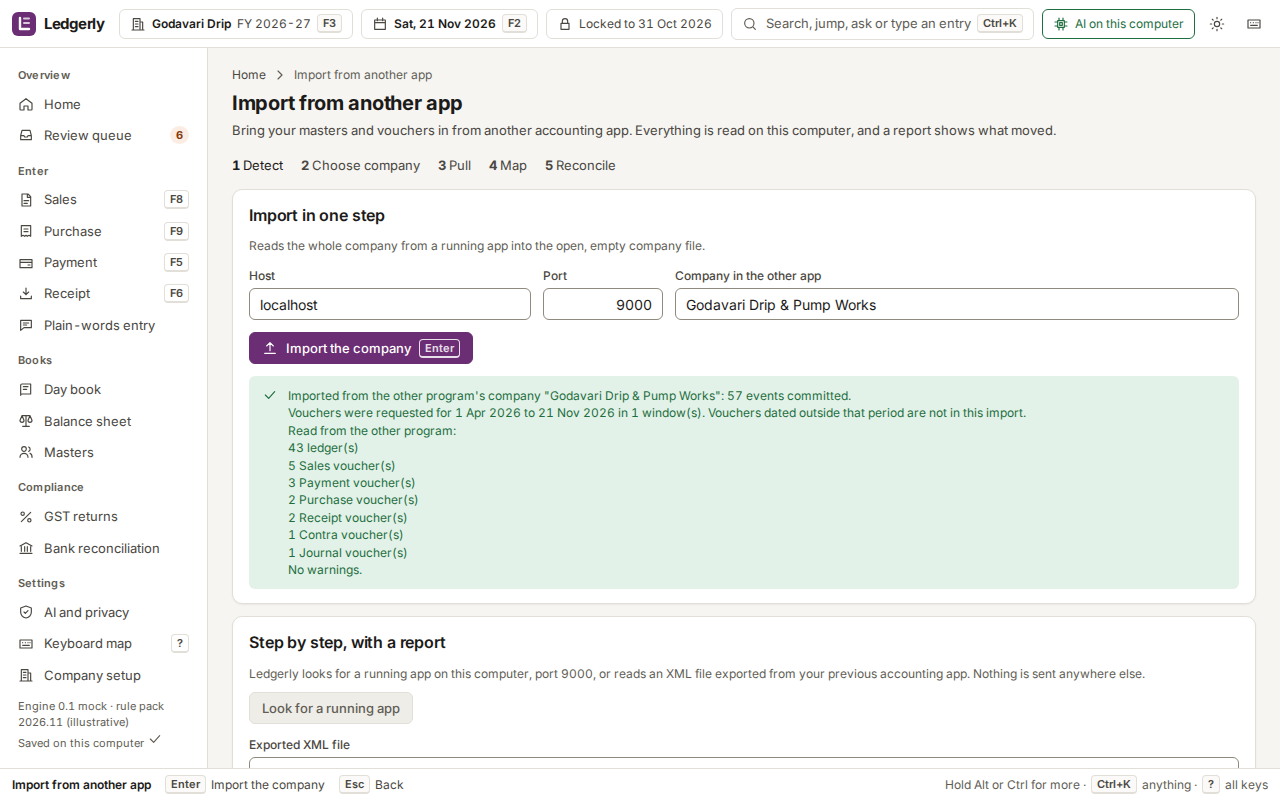 Ledgerly
Godavari Drip FY 2026-27 F3
Sat, 21 Nov 2026 F2
Locked to 31 Oct 2026
Search, jump, ask or type an entry Ctrl+K
AI on this computer
Overview
Home
Review queue 6
Enter
Sales F8
Purchase F9
Payment F5
Receipt F6
Plain-words entry
Books
Day book
Balance sheet
Masters
Compliance
GST returns
Bank reconciliation
Settings
AI and privacy
Keyboard map ?
Company setup
Engine 0.1 mock · rule pack
2026.11 (illustrative)
Saved on this computer
Home > Import from another app
Import from another app
Bring your masters and vouchers in from another accounting app. Everything is read on this computer, and a report shows what moved.
1 Detect 2 Choose company 3 Pull 4 Map 5 Reconcile
Import in one step
Reads the whole company from a running app into the open, empty company file.
Host Port Company in the other app
localhost 9000 Godavari Drip & Pump Works
Import the company Enter
Imported from the other program's company "Godavari Drip & Pump Works": 57 events committed.
Vouchers were requested for 1 Apr 2026 to 21 Nov 2026 in 1 window(s). Vouchers dated outside that period are not in this import.
Read from the other program:
43 ledger(s)
5 Sales voucher(s)
3 Payment voucher(s)
2 Purchase voucher(s)
2 Receipt voucher(s)
1 Contra voucher(s)
1 Journal voucher(s)
No warnings.
Step by step, with a report
Ledgerly looks for a running app on this computer, port 9000, or reads an XML file exported from your previous accounting app. Nothing is sent anywhere else.
Look for a running app
Exported XML file
Import from another app Enter Import the company Esc Back
Hold Alt or Ctrl for more · Ctrl+K anything · ? all keys